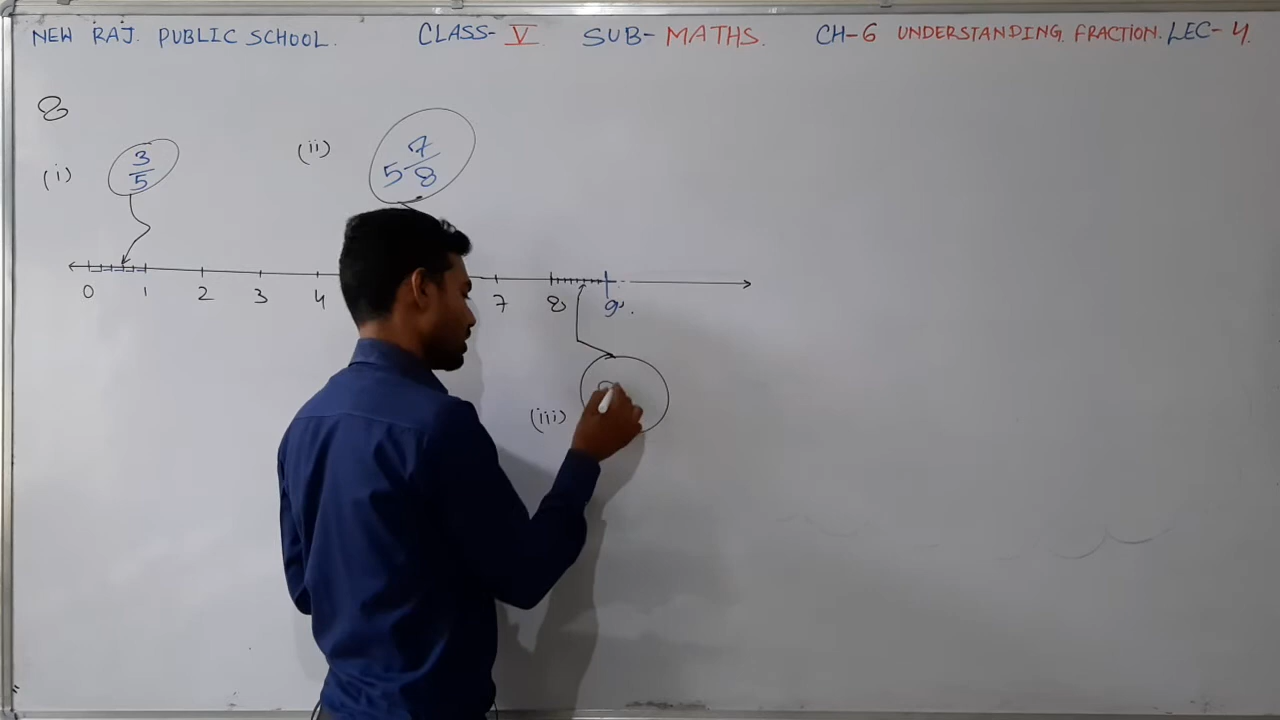 NEW RAJ. PUBLIC SCHOOL. CLASS- V SUB- MATHS. CH-6 UNDERSTANDING. FRACTION. LEC- 4.
8
(i) 3/5 (ii) 5 7/8
0 1 2 3 4 7 8 9
(iii)